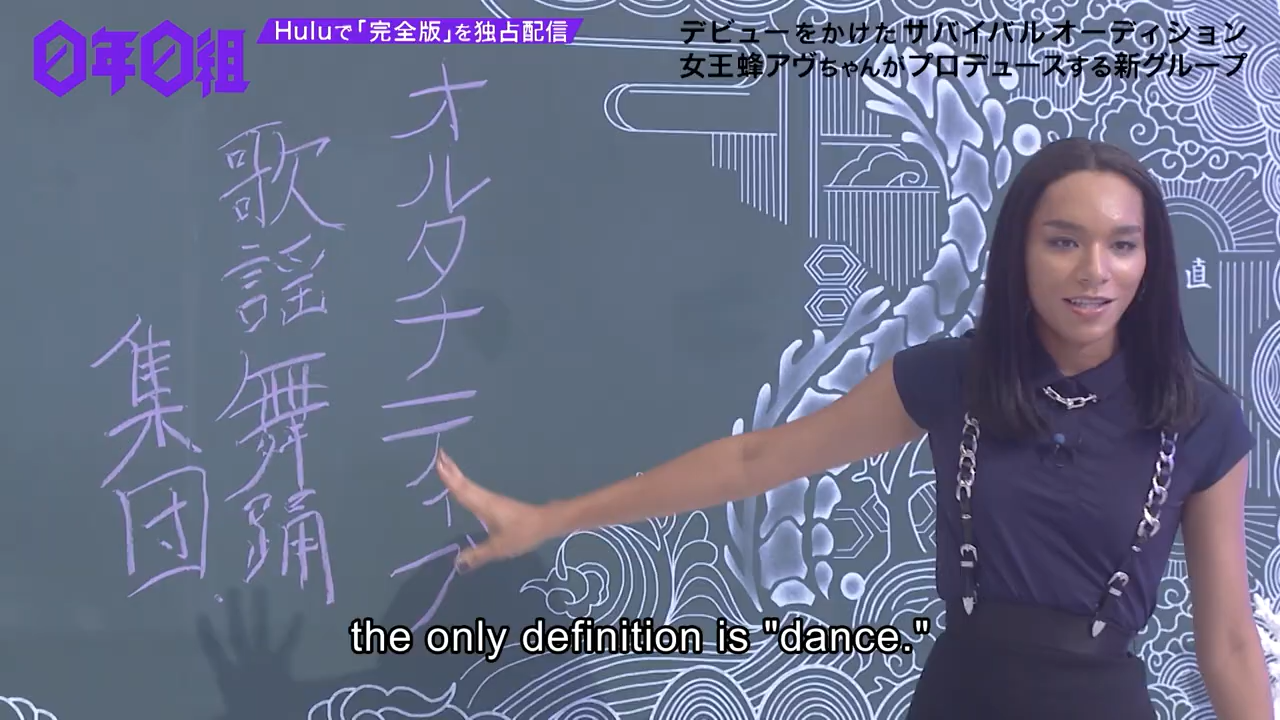 0年0組
Huluで「完全版」を独占配信
デビューをかけたサバイバルオーディション
女王蜂アヴちゃんがプロデュースする新グループ
オルタナティブ
歌謡舞踊
集団
直
the only definition is "dance."